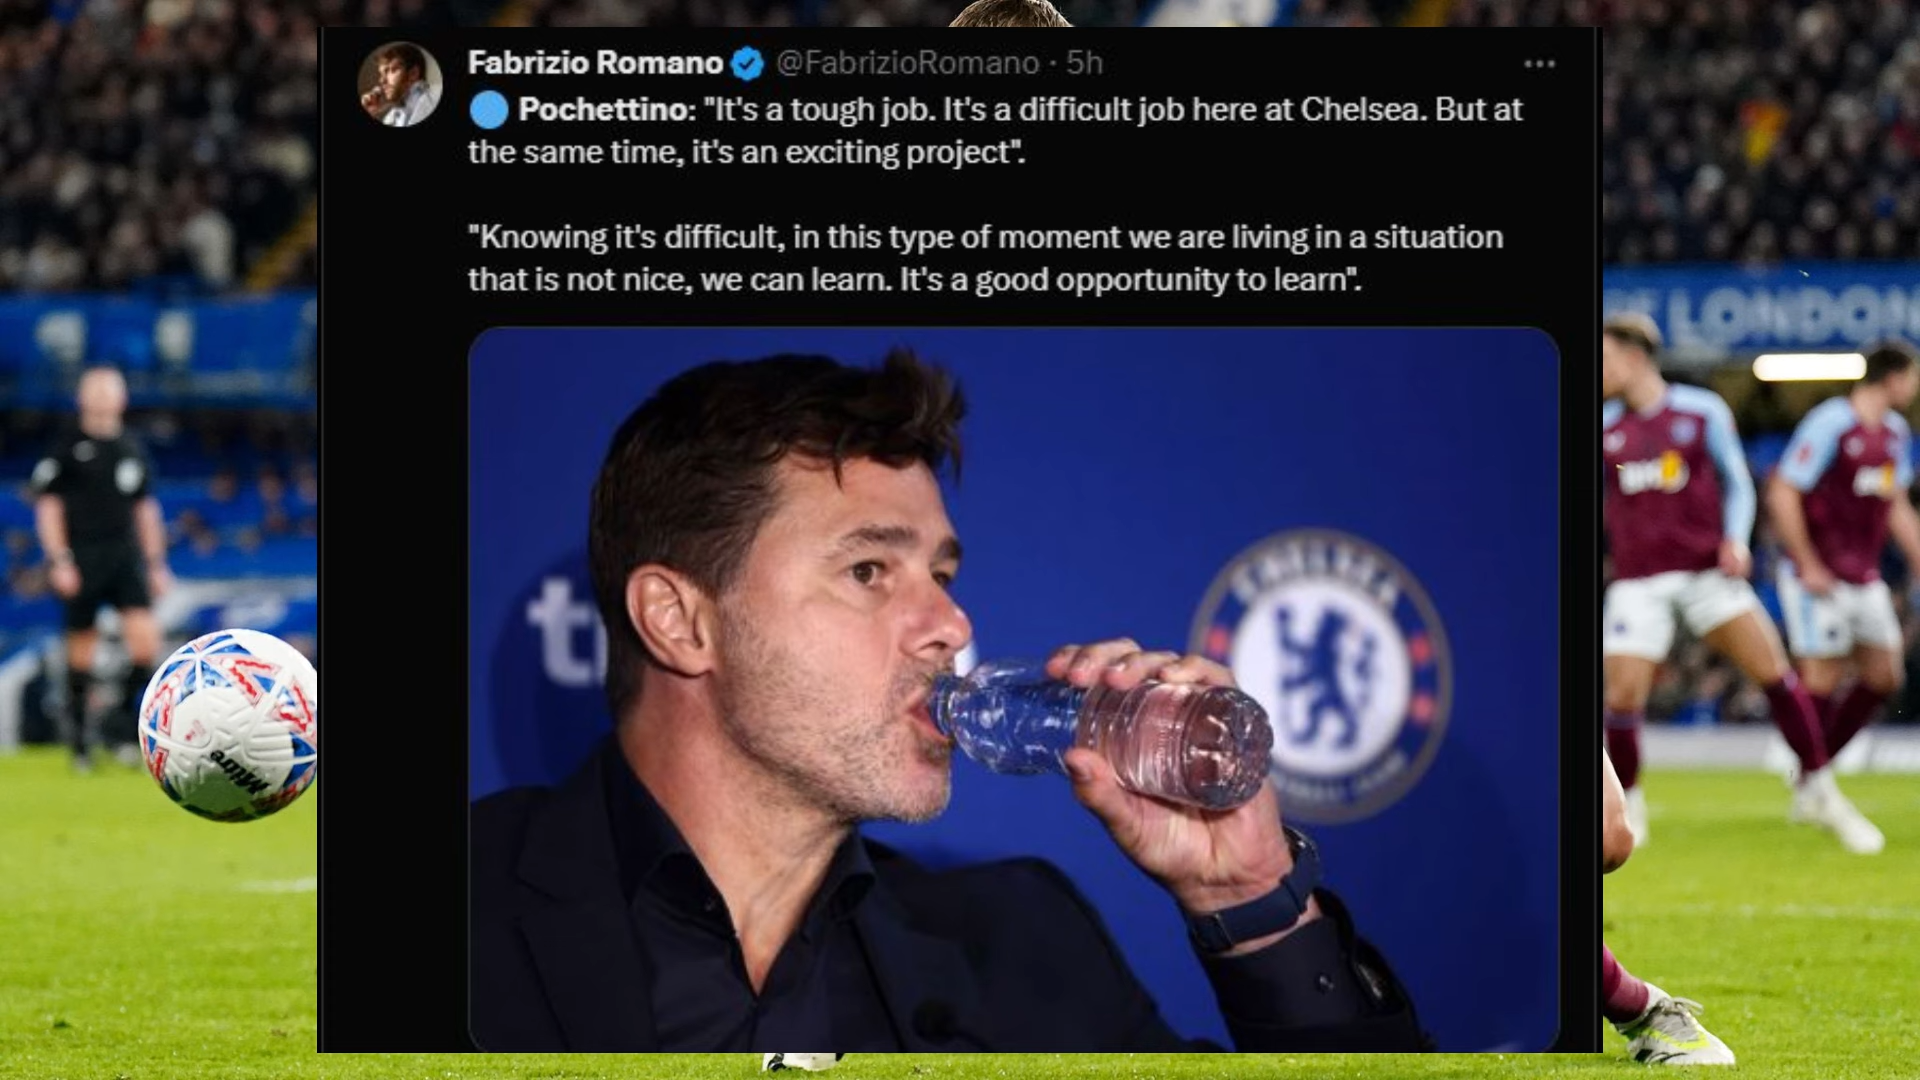 Fabrizio Romano @FabrizioRomano · 5h
Pochettino: "It's a tough job. It's a difficult job here at Chelsea. But at
the same time, it's an exciting project".
"Knowing it's difficult, in this type of moment we are living in a situation
that is not nice, we can learn. It's a good opportunity to learn".
CHELSEA
LONDON
Mitre